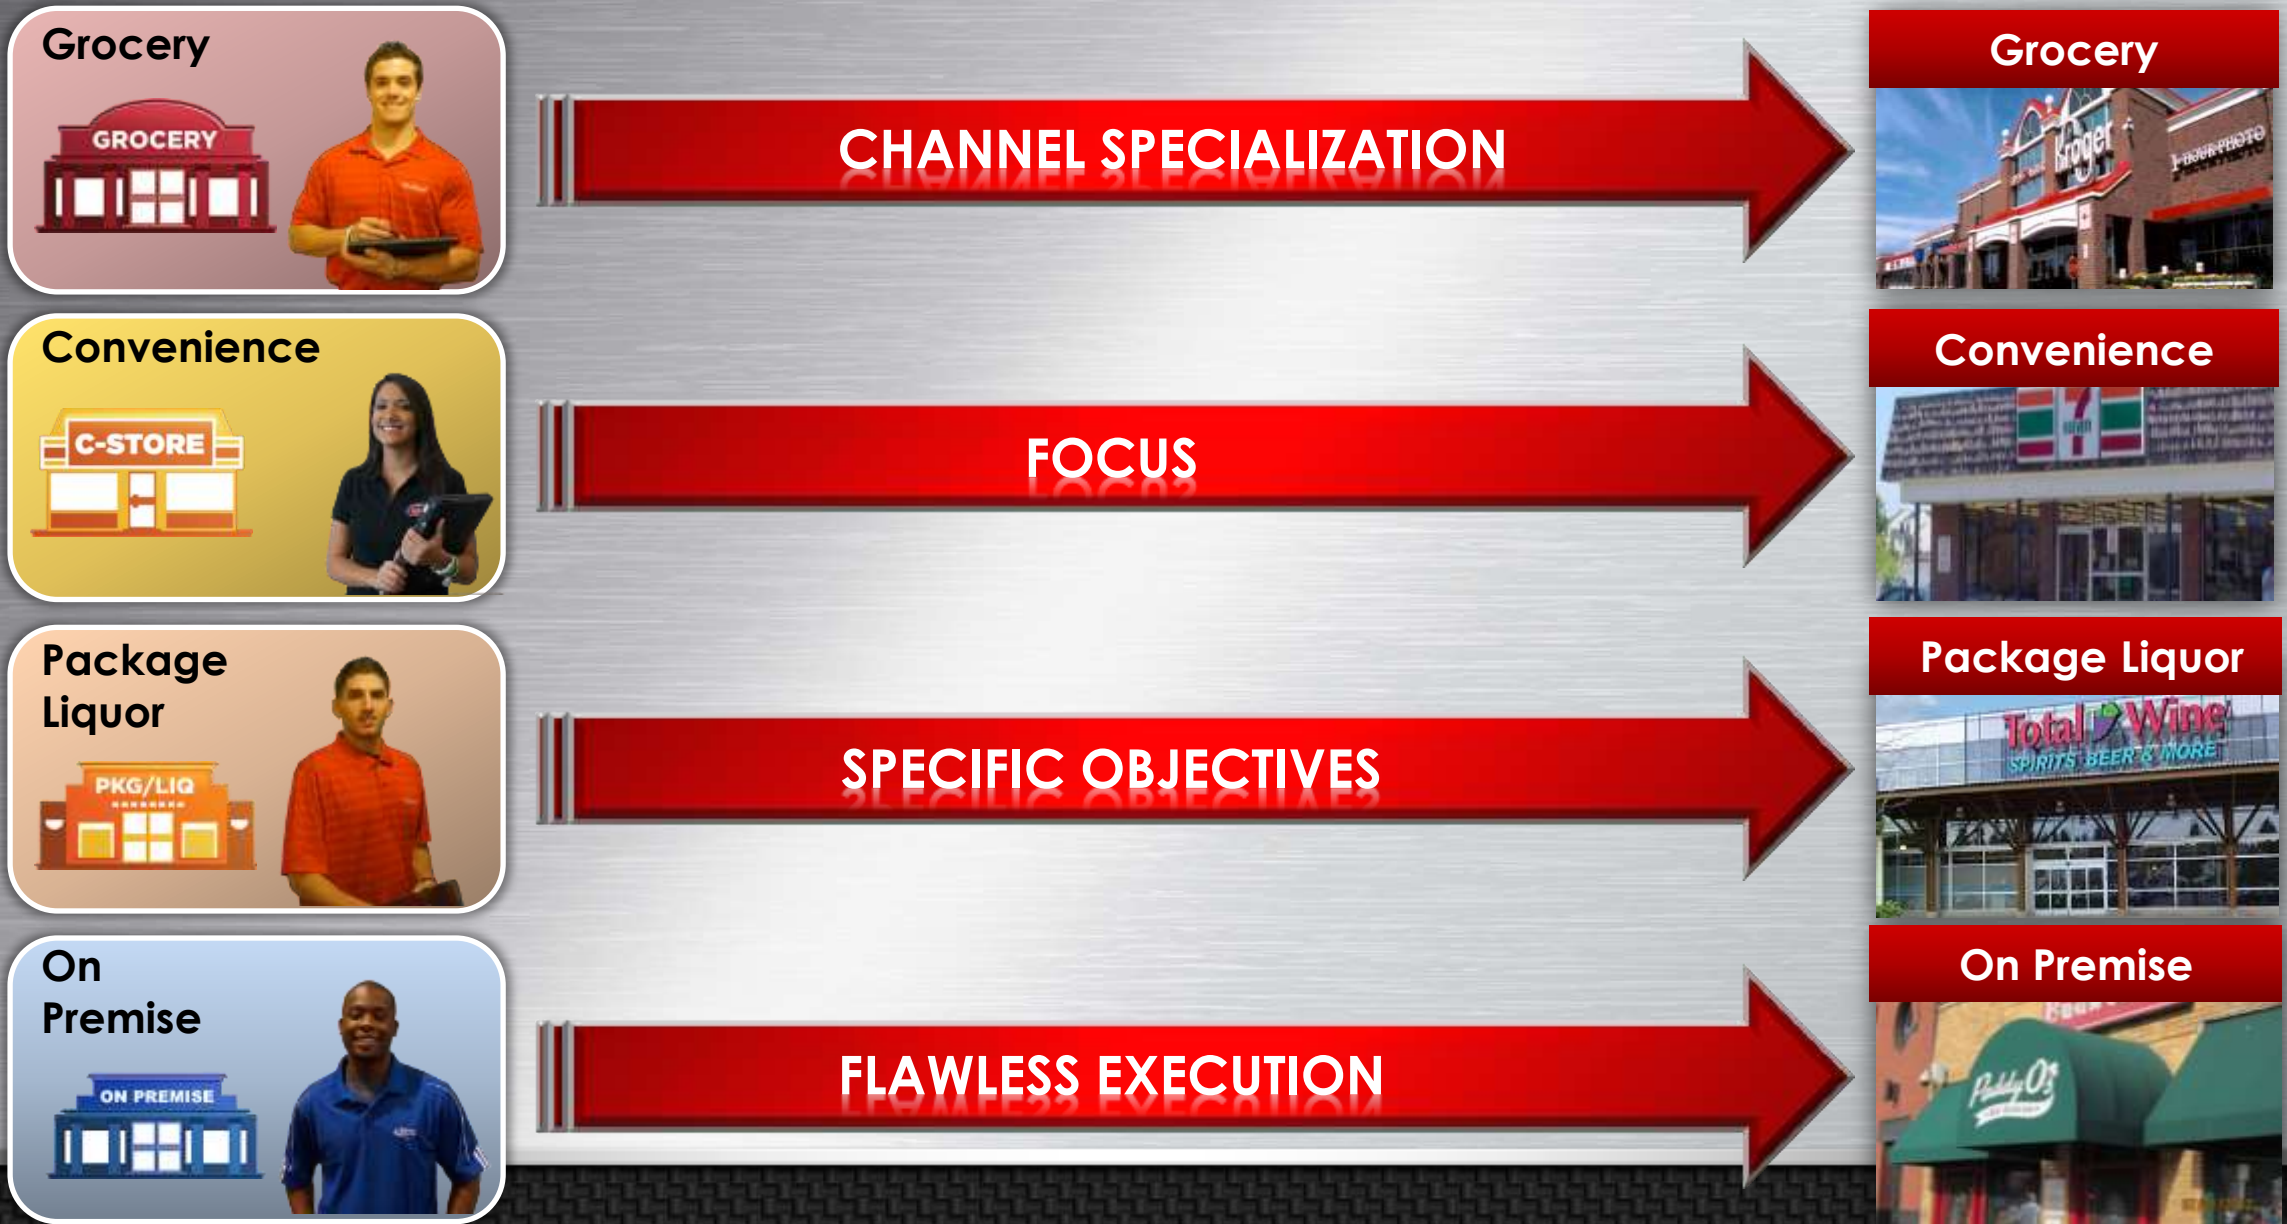 Grocery
GROCERY
CHANNEL SPECIALIZATION
Grocery
Kroger
1 HOUR PHOTO
Convenience
C-STORE
FOCUS
Convenience
7
Package
Liquor
PKG/LIQ
SPECIFIC OBJECTIVES
Package Liquor
Total Wine
SPIRITS BEER & MORE
On
Premise
ON PREMISE
FLAWLESS EXECUTION
On Premise
Paddy O's